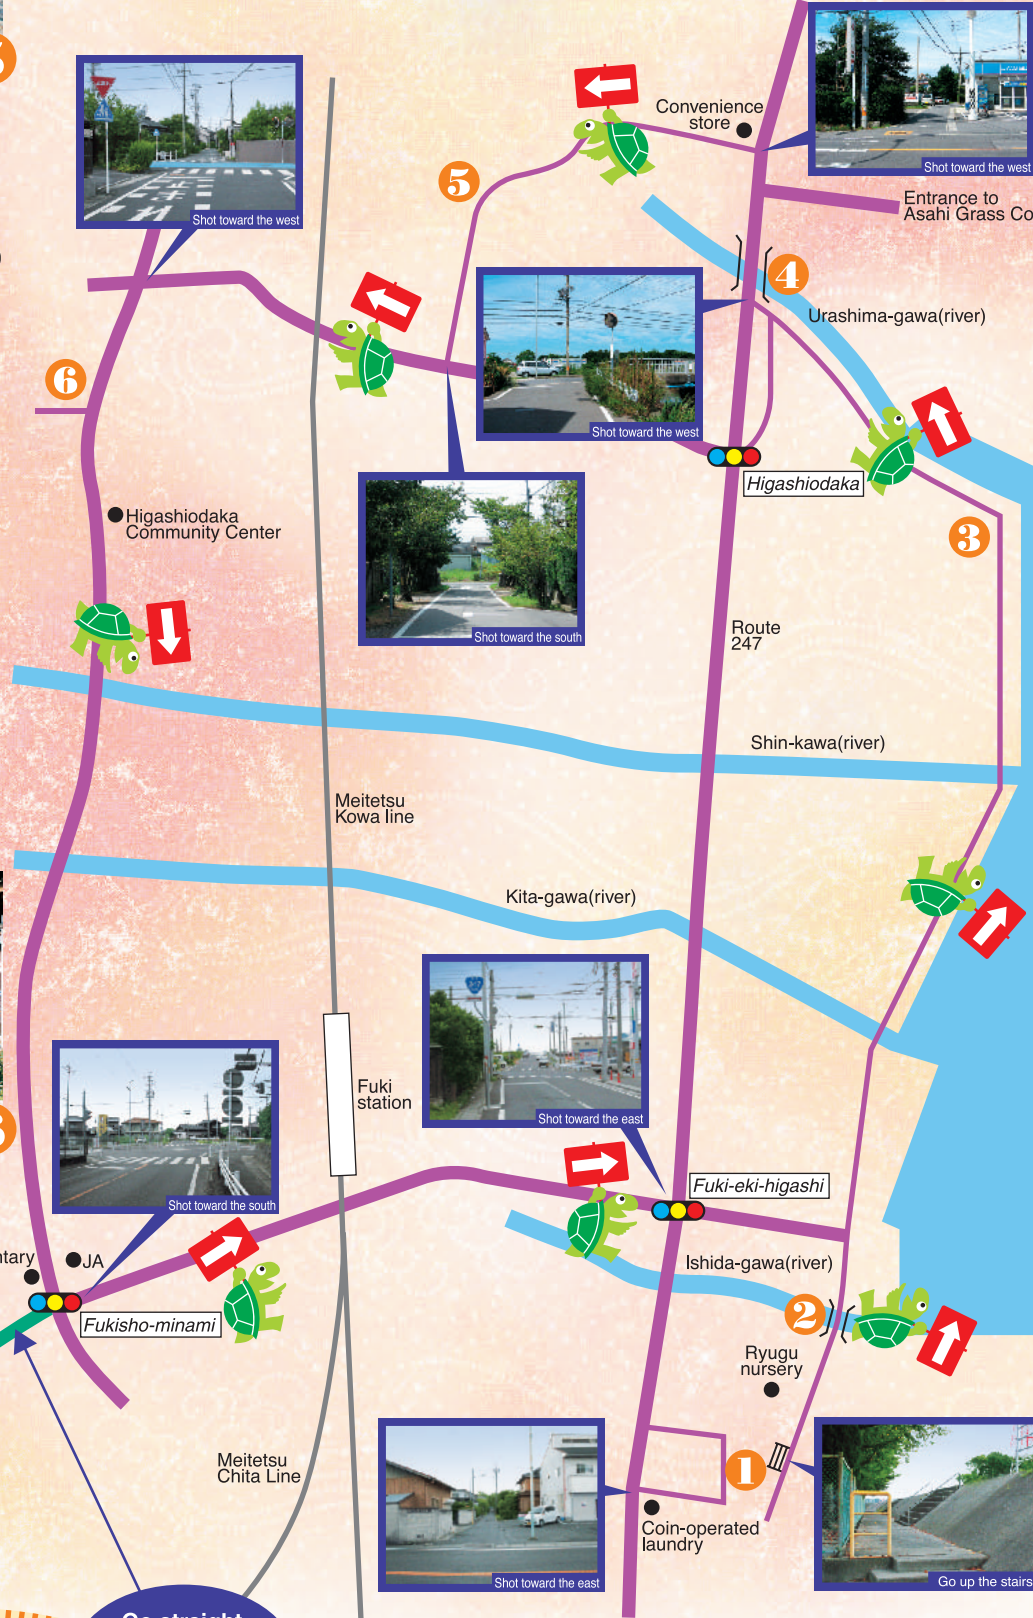 5
Shot toward the west
Convenience
store
Shot toward the west
5
Entrance to
Asahi Grass Co
4
Urashima-gawa(river)
Shot toward the west
6
Higashiodaka
Higashiodaka
Community Center
3
Shot toward the south
Route
247
Shin-kawa(river)
Meitetsu
Kowa line
Kita-gawa(river)
Fuki
station
Shot toward the east
Shot toward the south
Fuki-eki-higashi
ntary
JA
Ishida-gawa(river)
Fukisho-minami
2
Ryugu
nursery
Meitetsu
Chita Line
1
Coin-operated
laundry
Shot toward the east
Go up the stairs
Go straight